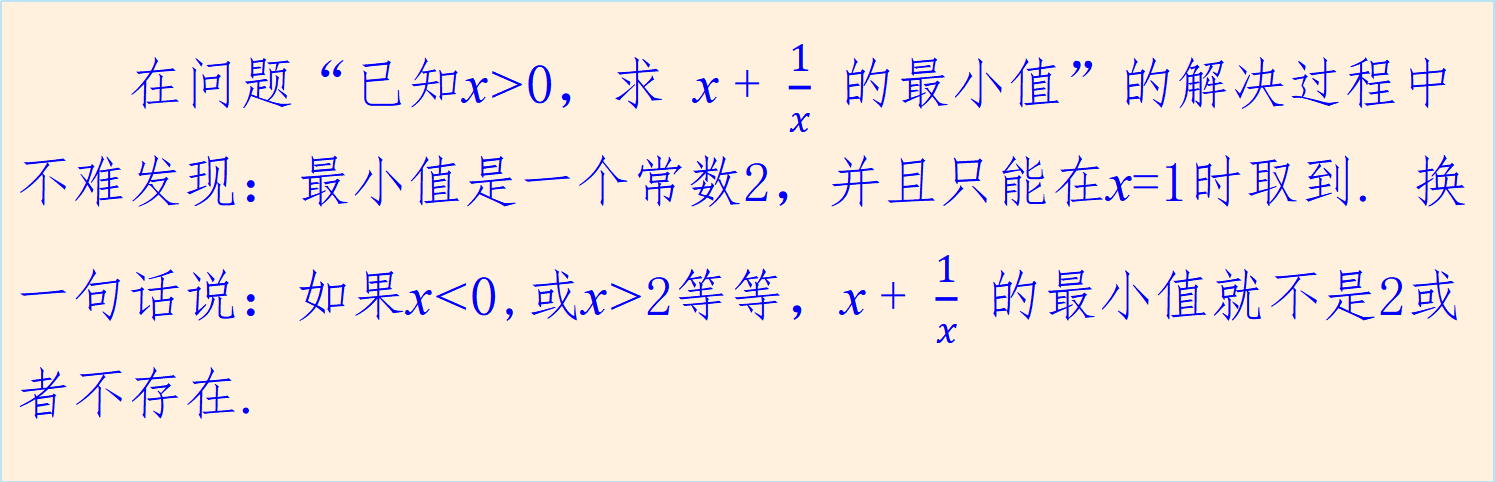 在问题“已知x>0，求 x + 1/x 的最小值”的解决过程中
不难发现：最小值是一个常数2，并且只能在x=1时取到. 换
一句话说：如果x<0,或x>2等等，x + 1/x 的最小值就不是2或
者不存在.